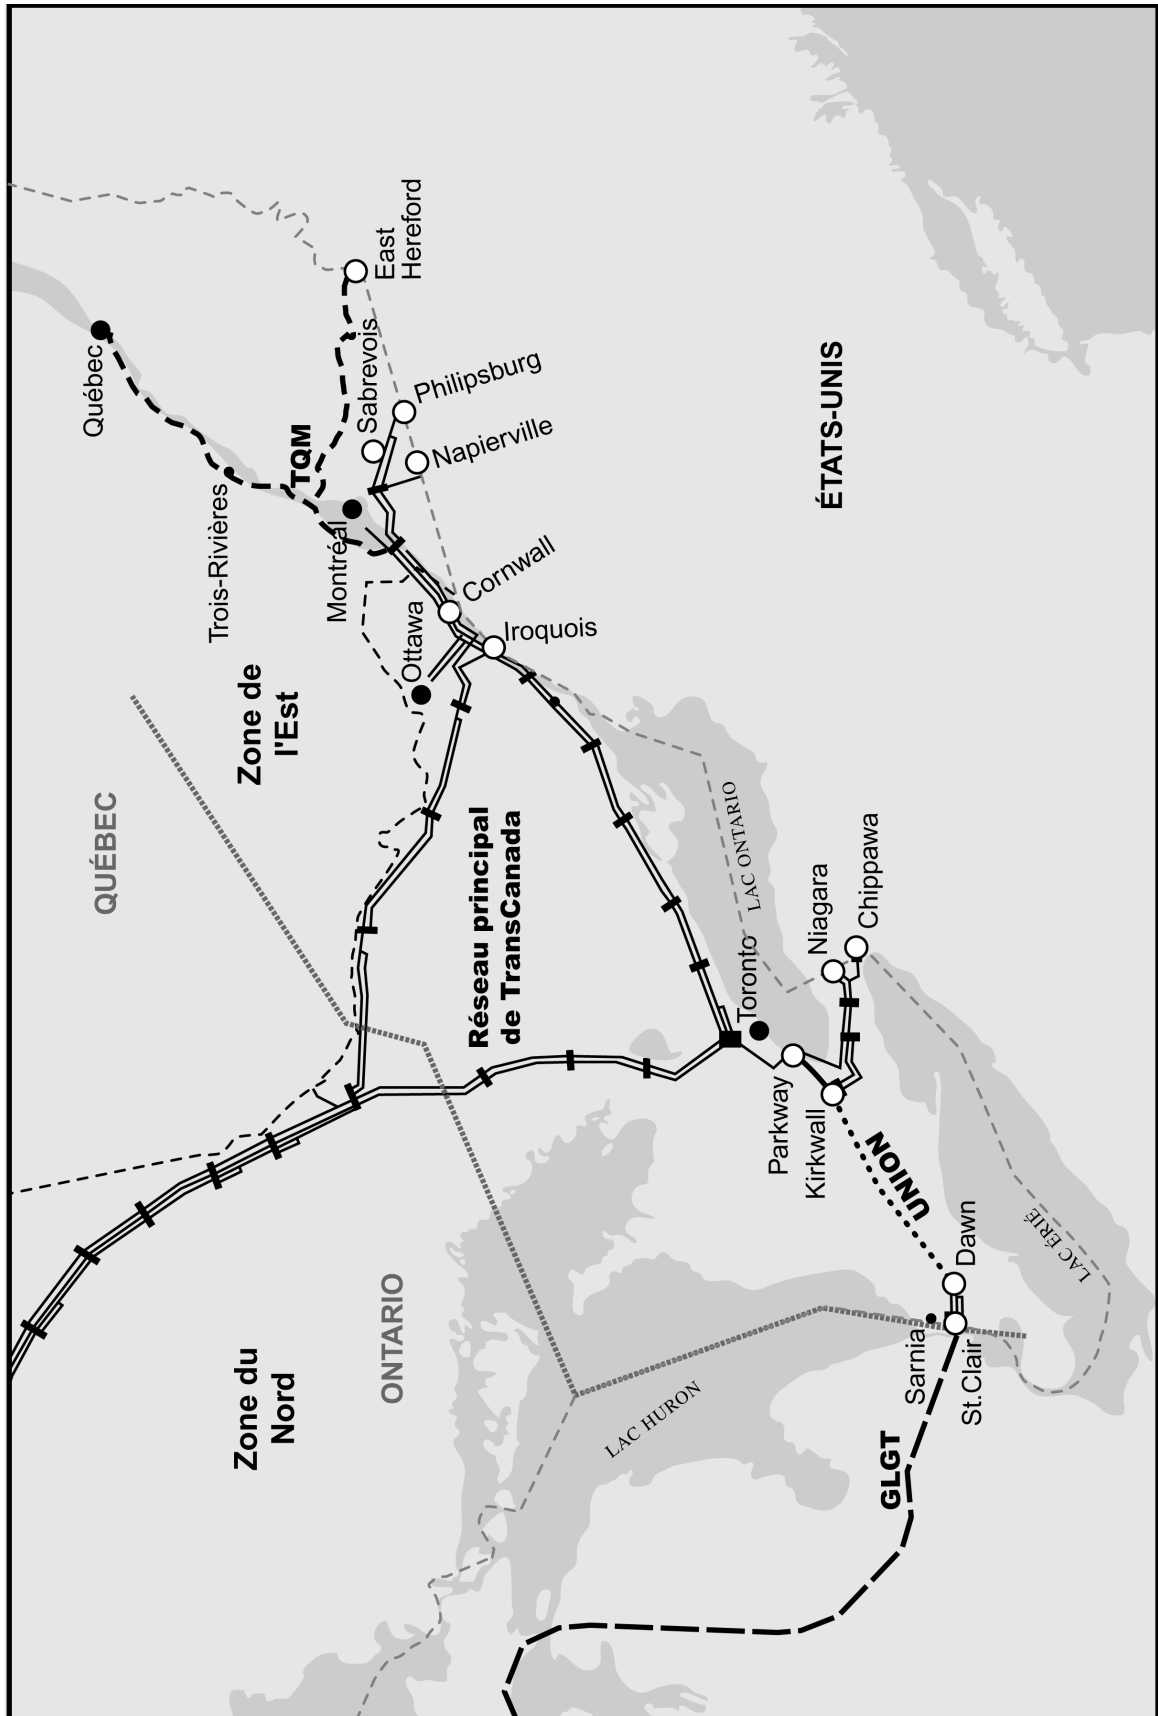 Québec
Trois-Rivières
TQM
East
Hereford
Sabrevois
Philipsburg
Napierville
Montréal
Cornwall
Ottawa
Iroquois
ÉTATS-UNIS
Zone de
l'Est
QUÉBEC
Réseau principal
de TransCanada
LAC ONTARIO
Toronto
Niagara
Chippawa
Parkway
Kirkwall
UNION
Dawn
LAC ÉRIÉ
Sarnia
St.Clair
ONTARIO
Zone du
Nord
LAC HURON
GLGT